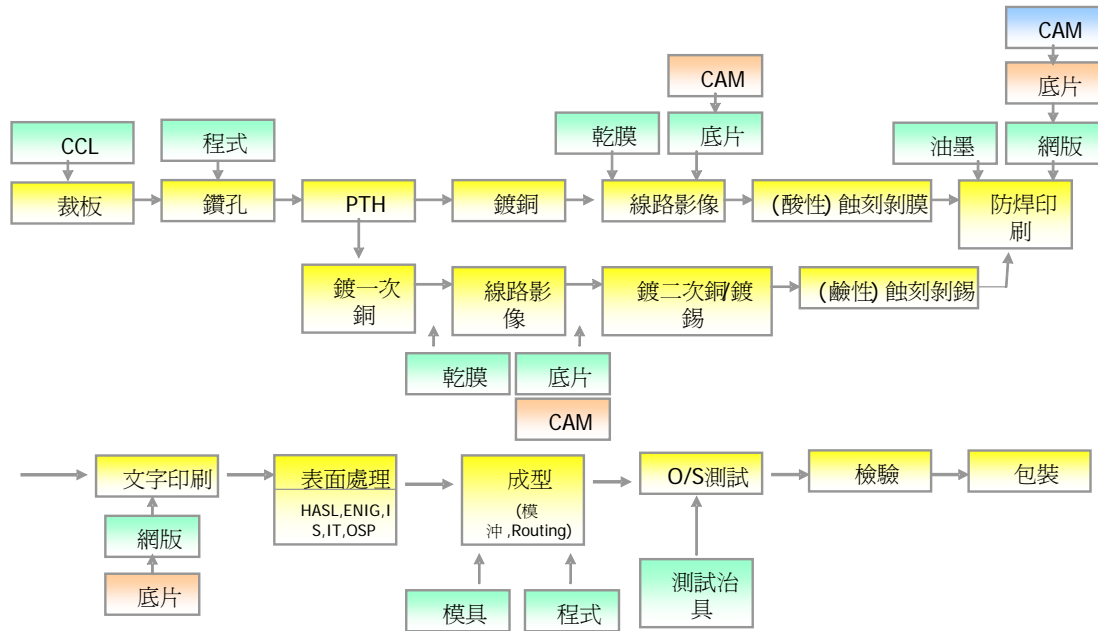 CAM
CAM
底片
CCL
程式
乾膜
底片
油墨
網版
裁板
鑽孔
PTH
鍍銅
線路影像
(酸性) 蝕刻剝膜
防焊印
刷
鍍一次
銅
線路影
像
鍍二次銅/鍍
錫
(鹼性) 蝕刻剝錫
乾膜
底片
CAM
文字印刷
表面處理
HASL,ENIG,I
S,IT,OSP
成型
(模
沖 ,Routing)
O/S測試
檢驗
包裝
網版
底片
模具
程式
測試治
具